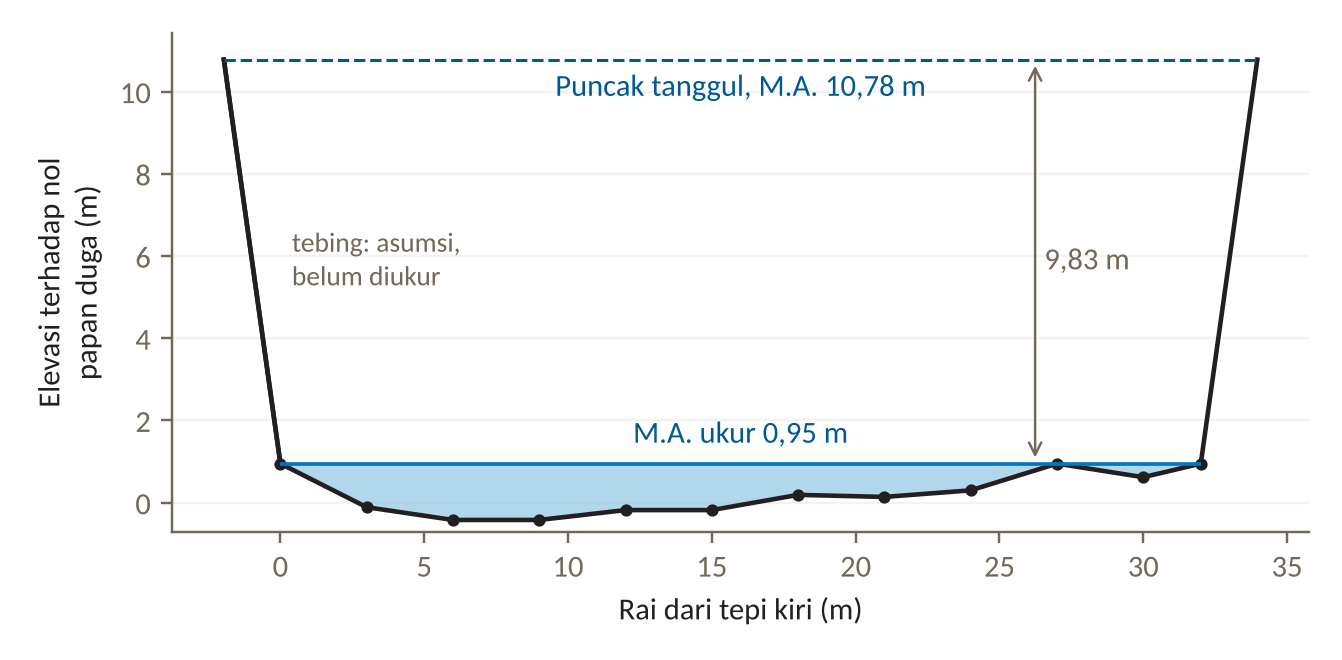 Puncak tanggul, M.A. 10,78 m
10
8
6
4
2
0
Elevasi terhadap nol
papan duga (m)
tebing: asumsi,
belum diukur
9,83 m
M.A. ukur 0,95 m
0
5
10
15
20
25
30
35
Rai dari tepi kiri (m)